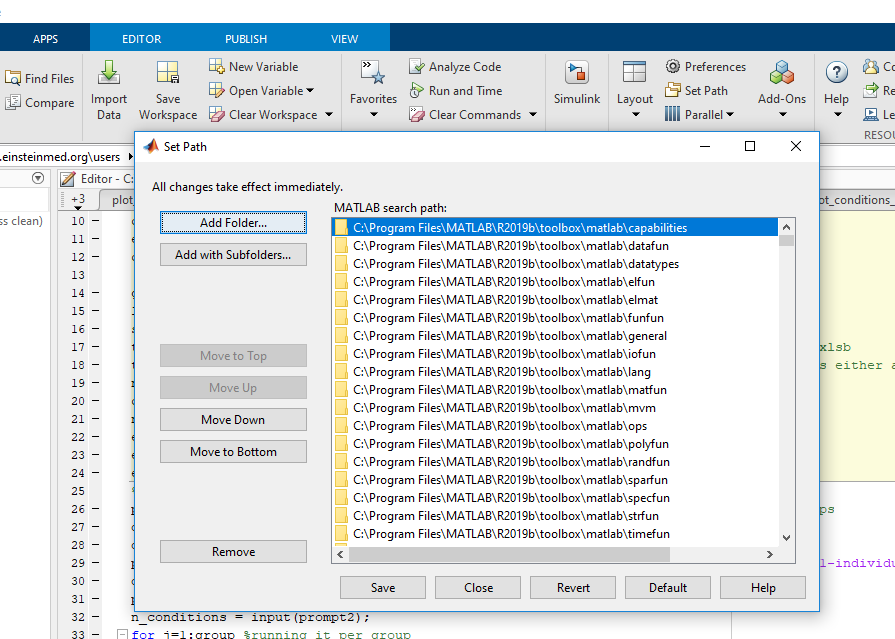 APPS EDITOR PUBLISH VIEW
Find Files
Compare
Import Data
Save Workspace
New Variable
Open Variable
Clear Workspace
Favorites
Analyze Code
Run and Time
Clear Commands
Simulink
Layout
Preferences
Set Path
Parallel
Add-Ons
Help
RESOU
.einsteinmed.org\users
Set Path
Editor - C:
+3
plot
ot_conditions_
ss clean)
All changes take effect immediately.
MATLAB search path:
Add Folder...
Add with Subfolders...
Move to Top
Move Up
Move Down
Move to Bottom
Remove
C:\Program Files\MATLAB\R2019b\toolbox\matlab\capabilities
C:\Program Files\MATLAB\R2019b\toolbox\matlab\datafun
C:\Program Files\MATLAB\R2019b\toolbox\matlab\datatypes
C:\Program Files\MATLAB\R2019b\toolbox\matlab\elfun
C:\Program Files\MATLAB\R2019b\toolbox\matlab\elmat
C:\Program Files\MATLAB\R2019b\toolbox\matlab\funfun
C:\Program Files\MATLAB\R2019b\toolbox\matlab\general
C:\Program Files\MATLAB\R2019b\toolbox\matlab\iofun
C:\Program Files\MATLAB\R2019b\toolbox\matlab\lang
C:\Program Files\MATLAB\R2019b\toolbox\matlab\matfun
C:\Program Files\MATLAB\R2019b\toolbox\matlab\mvm
C:\Program Files\MATLAB\R2019b\toolbox\matlab\ops
C:\Program Files\MATLAB\R2019b\toolbox\matlab\polyfun
C:\Program Files\MATLAB\R2019b\toolbox\matlab\randfun
C:\Program Files\MATLAB\R2019b\toolbox\matlab\sparfun
C:\Program Files\MATLAB\R2019b\toolbox\matlab\specfun
C:\Program Files\MATLAB\R2019b\toolbox\matlab\strfun
C:\Program Files\MATLAB\R2019b\toolbox\matlab\timefun
Save Close Revert Default Help
10
11
12
13
14
15
16
17
18
19
20
21
22
23
24
25
26
27
28
29
30
31
xlsb
s either a
ps
l-individu
32 n_conditions = input(prompt2);
33 for j=1:group %running it per group